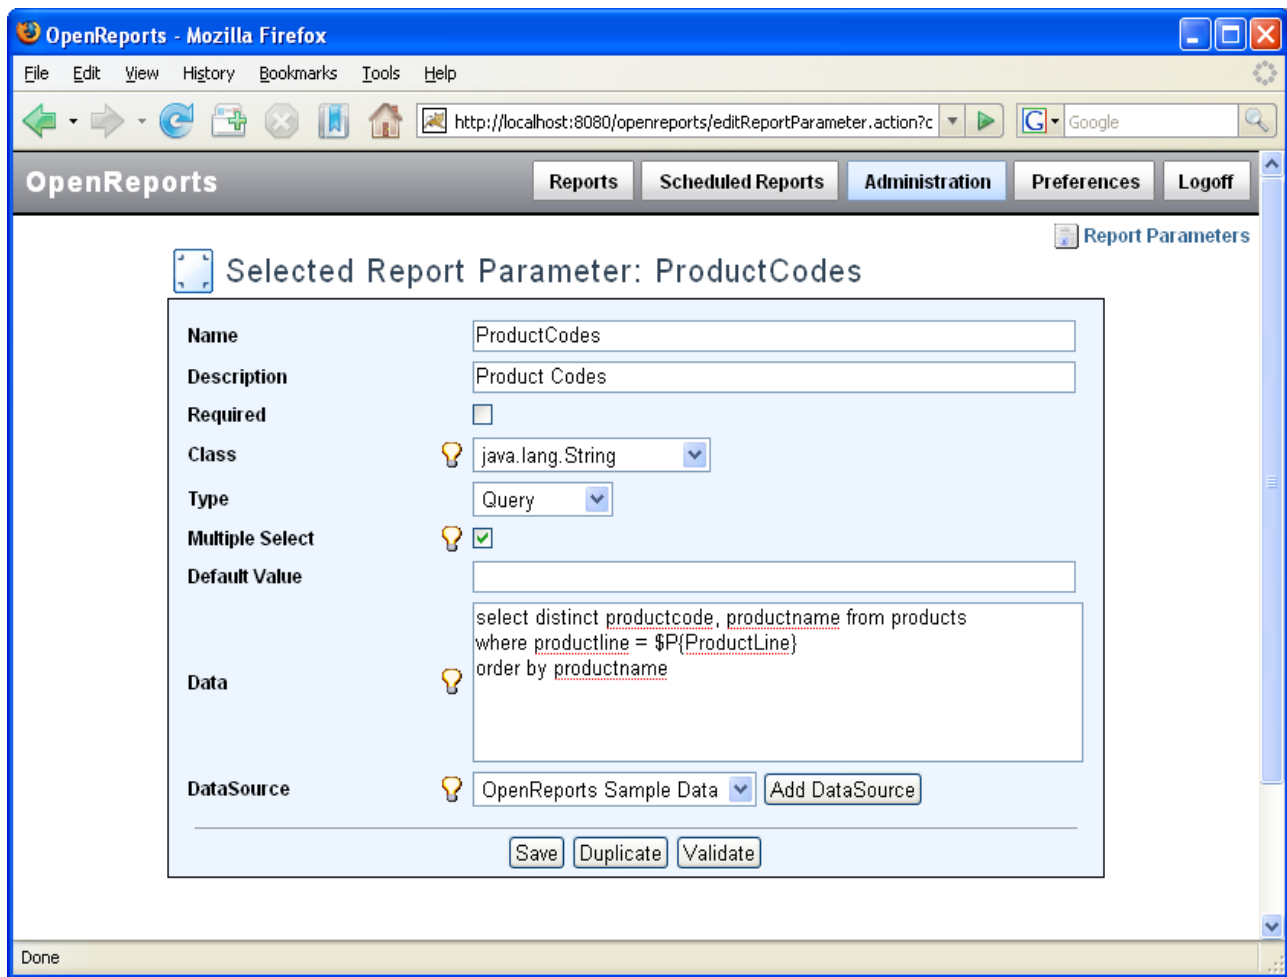 OpenReports - Mozilla Firefox
File Edit View History Bookmarks Tools Help
http://localhost:8080/openreports/editReportParameter.action?c
G Google
OpenReports Reports Scheduled Reports Administration Preferences Logoff
Report Parameters
Selected Report Parameter: ProductCodes
Name ProductCodes
Description Product Codes
Required
Class java.lang.String
Type Query
Multiple Select
Default Value
select distinct productcode, productname from products
where productline = $P{ProductLine}
order by productname
Data
DataSource OpenReports Sample Data Add DataSource
Save Duplicate Validate
Done